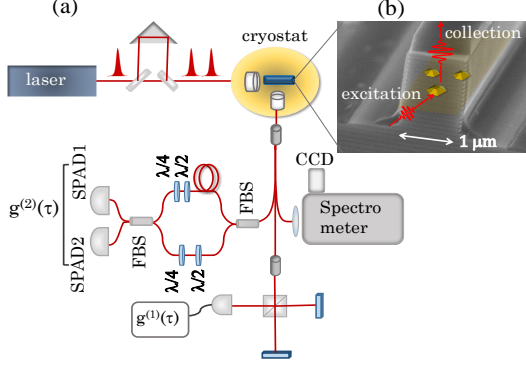 (a)
(b)
cryostat
laser
collection
excitation
1 μm
CCD
Spectro
meter
SPAD1
SPAD2
g(2)(τ)
λ/4
λ/2
FBS
FBS
λ/4
λ/2
g(1)(τ)